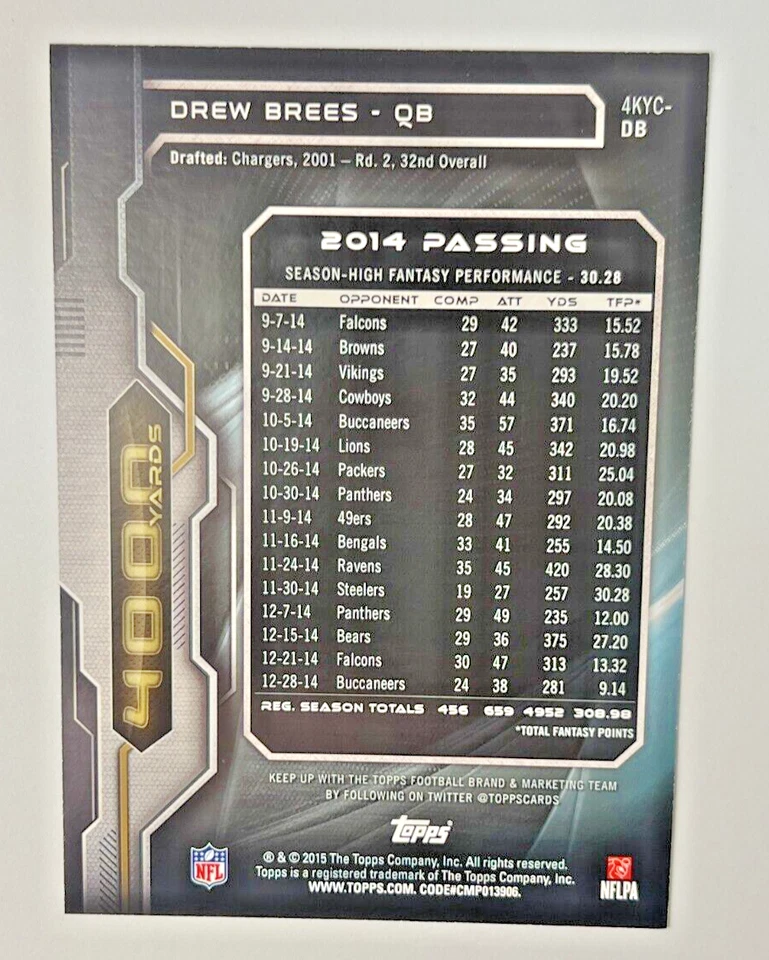 DREW BREES - QB
4KYC-
DB
Drafted: Chargers, 2001 – Rd. 2, 32nd Overall
2014 PASSING
SEASON-HIGH FANTASY PERFORMANCE - 30.28
DATE OPPONENT COMP ATT YDS TFP*
9-7-14 Falcons 29 42 333 15.52
9-14-14 Browns 27 40 237 15.78
9-21-14 Vikings 27 35 293 19.52
9-28-14 Cowboys 32 44 340 20.20
10-5-14 Buccaneers 35 57 371 16.74
10-19-14 Lions 28 45 342 20.98
10-26-14 Packers 27 32 311 25.04
10-30-14 Panthers 24 34 297 20.08
11-9-14 49ers 28 47 292 20.38
11-16-14 Bengals 33 41 255 14.50
11-24-14 Ravens 35 45 420 28.30
11-30-14 Steelers 19 27 257 30.28
12-7-14 Panthers 29 49 235 12.00
12-15-14 Bears 29 36 375 27.20
12-21-14 Falcons 30 47 313 13.32
12-28-14 Buccaneers 24 38 281 9.14
REG. SEASON TOTALS 456 659 4952 308.98
*TOTAL FANTASY POINTS
4000
YARDS
KEEP UP WITH THE TOPPS FOOTBALL BRAND & MARKETING TEAM
BY FOLLOWING ON TWITTER @TOPPSCARDS
Topps
NFL
® & © 2015 The Topps Company, Inc. All rights reserved.
Topps is a registered trademark of The Topps Company, Inc.
WWW.TOPPS.COM. CODE#CMP013906.
NFLPA